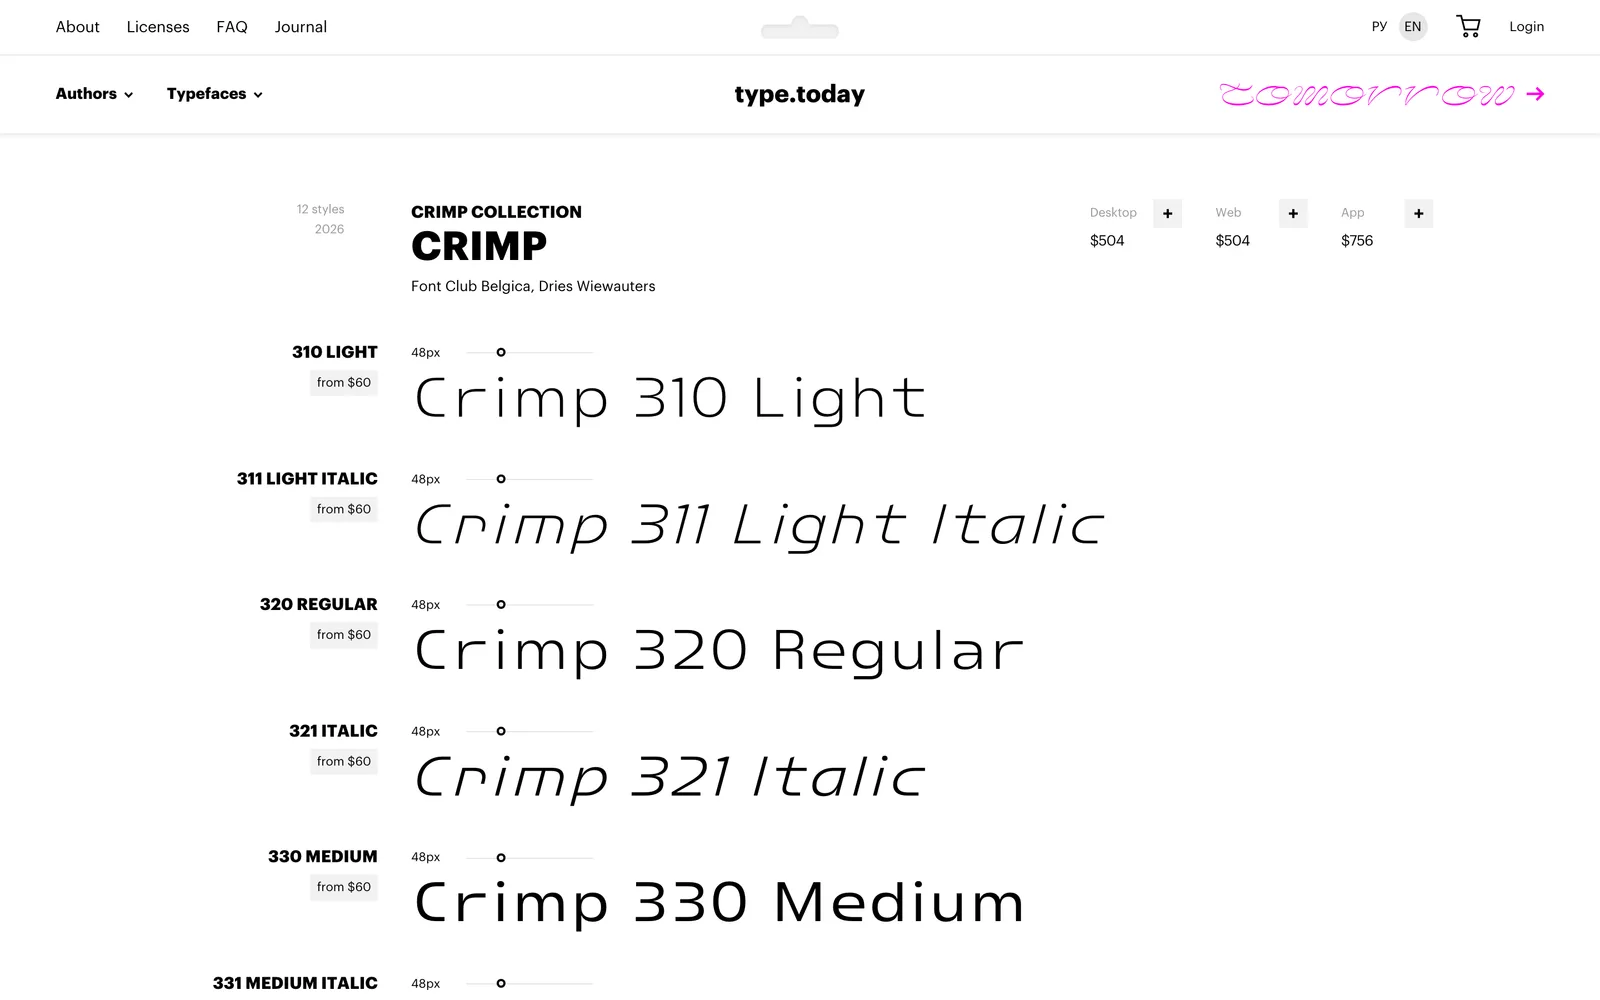 About Licenses FAQ Journal РУ EN Login
Authors Typefaces type.today tomorrow →
12 styles
2026
CRIMP COLLECTION
CRIMP
Font Club Belgica, Dries Wiewauters
Desktop + Web + App +
$504 $504 $756
310 LIGHT 48px
from $60
Crimp 310 Light
311 LIGHT ITALIC 48px
from $60
Crimp 311 Light Italic
320 REGULAR 48px
from $60
Crimp 320 Regular
321 ITALIC 48px
from $60
Crimp 321 Italic
330 MEDIUM 48px
from $60
Crimp 330 Medium
331 MEDIUM ITALIC 48px